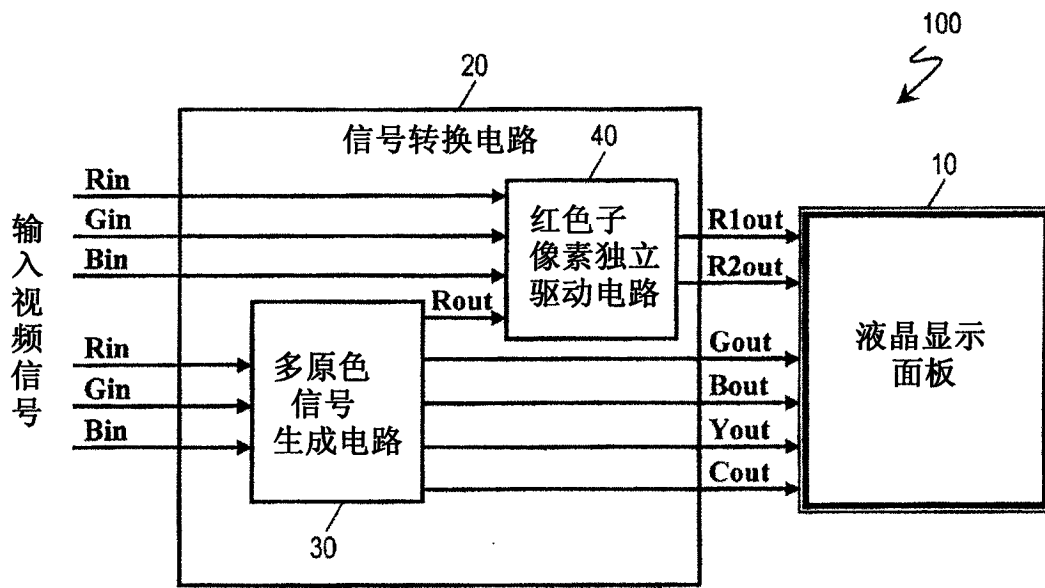 100
20
信号转换电路
40
10
输入视频信号
Rin
Gin
Bin
红色子
像素独立
驱动电路
R1out
R2out
Rout
Rin
Gin
Bin
多原色
信号
生成电路
Gout
Bout
Yout
Cout
液晶显示
面板
30